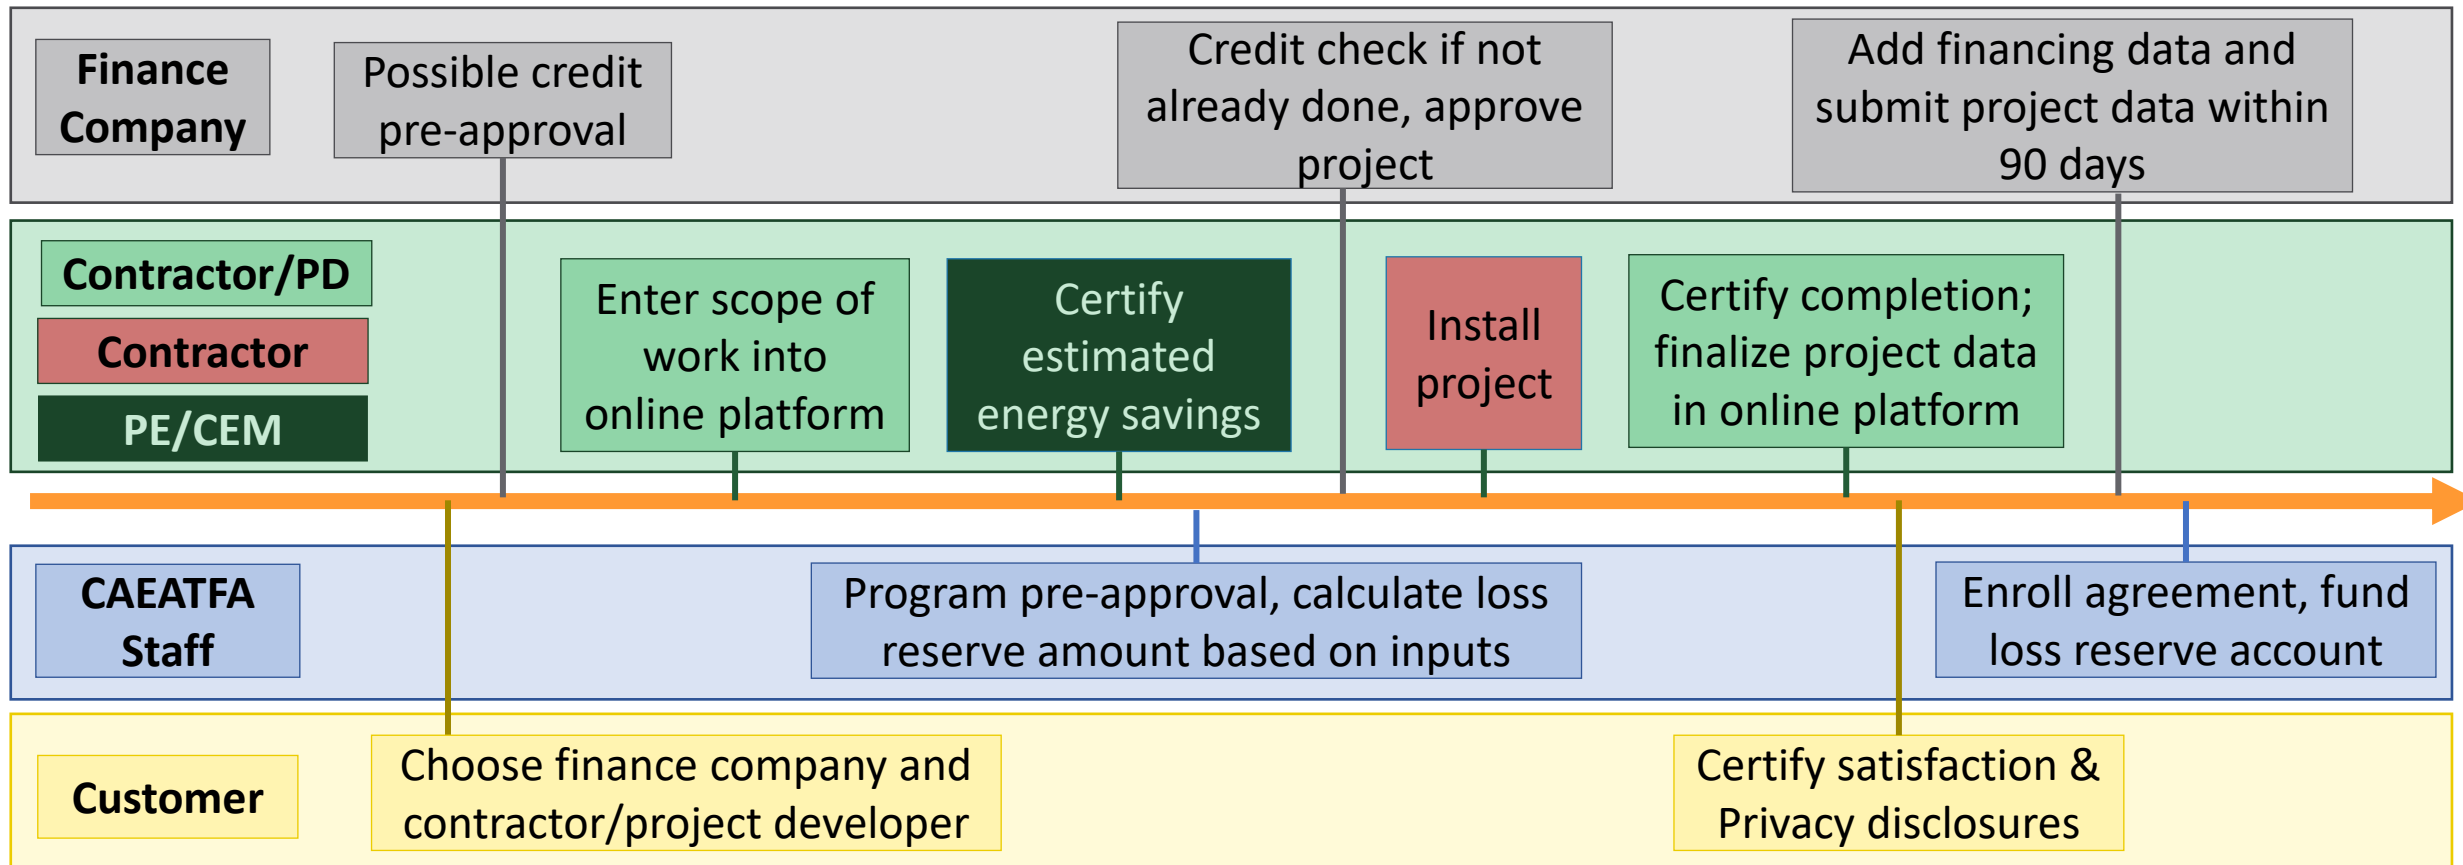 Finance
Company
Possible credit
pre-approval
Credit check if not
already done, approve
project
Add financing data and
submit project data within
90 days
Contractor/PD
Contractor
PE/CEM
Enter scope of
work into
online platform
Certify
estimated
energy savings
Install
project
Certify completion;
finalize project data
in online platform
CAEATFA
Staff
Program pre-approval, calculate loss
reserve amount based on inputs
Enroll agreement, fund
loss reserve account
Customer
Choose finance company and
contractor/project developer
Certify satisfaction &
Privacy disclosures